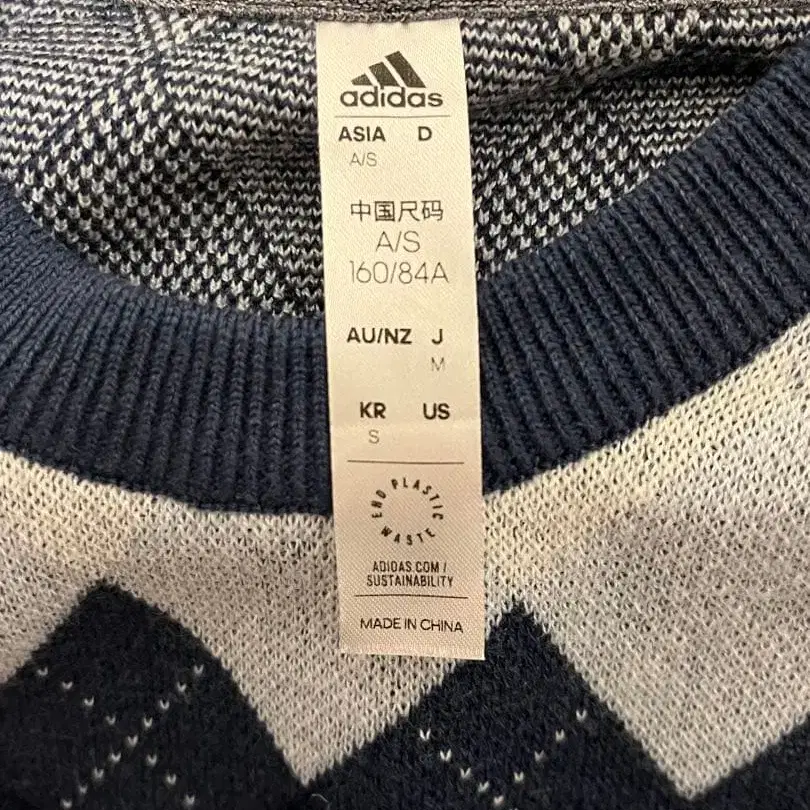 adidas
ASIA D
A/S
中国尺码
A/S
160/84A
AU/NZ J
M
KR US
S
END PLASTIC WASTE
ADIDAS.COM/
SUSTAINABILITY
MADE IN CHINA